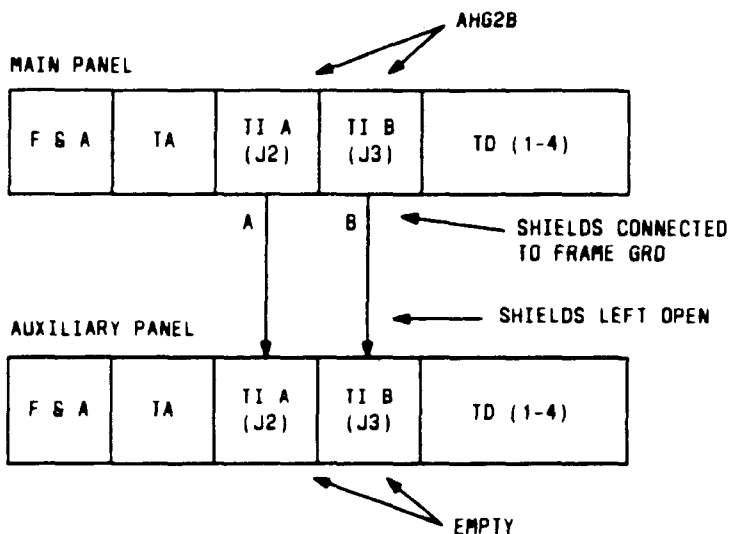 AHG2B
MAIN PANEL
F & A
TA
TI A
(J2)
TI B
(J3)
TD (1-4)
A
B
SHIELDS CONNECTED
TO FRAME GRD
SHIELDS LEFT OPEN
AUXILIARY PANEL
F & A
TA
TI A
(J2)
TI B
(J3)
TD (1-4)
EMPTY